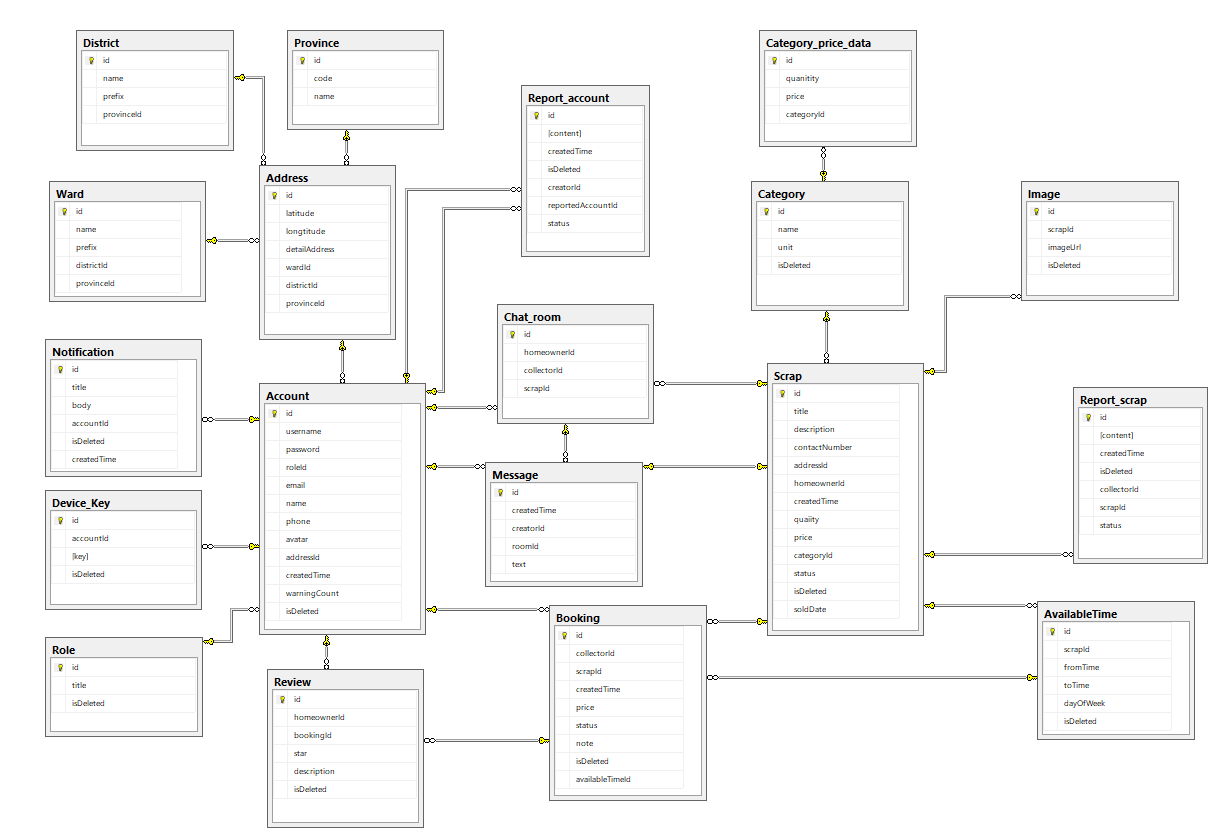 District
id
name
prefix
provinceId
Province
id
code
name
Category_price_data
id
quanitity
price
categoryId
Report_account
id
[content]
createdTime
isDeleted
creatorId
reportedAccountId
status
Address
id
latitude
longtitude
detailAddress
wardId
districtId
provinceId
Ward
id
name
prefix
districtId
provinceId
Category
id
name
unit
isDeleted
Image
id
scrapId
imageUrl
isDeleted
Chat_room
id
homeownerId
collectorId
scrapId
Notification
id
title
body
accountId
isDeleted
createdTime
Account
id
username
password
roleId
email
name
phone
avatar
addressId
createdTime
warningCount
isDeleted
Scrap
id
title
description
contactNumber
addressId
homeownerId
createdTime
quality
price
categoryId
status
isDeleted
soldDate
Report_scrap
id
[content]
createdTime
isDeleted
collectorId
scrapId
status
Message
id
createdTime
creatorId
roomId
text
Device_Key
id
accountId
[key]
isDeleted
Booking
id
collectorId
scrapId
createdTime
price
status
note
isDeleted
availableTimeId
AvailableTime
id
scrapId
fromTime
toTime
dayOfWeek
isDeleted
Role
id
title
isDeleted
Review
id
homeownerId
bookingId
star
description
isDeleted